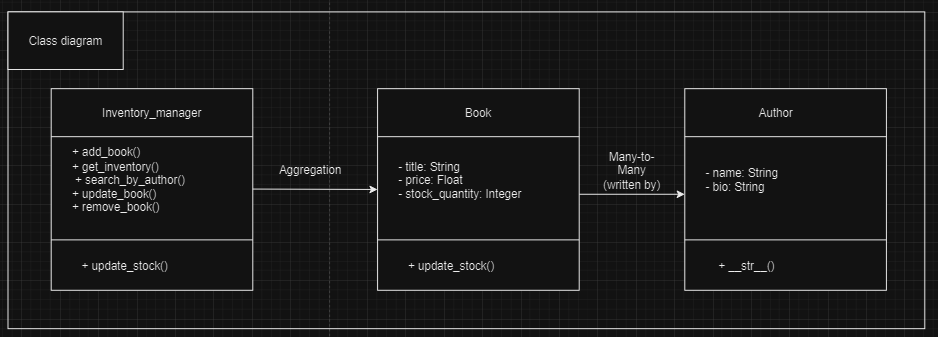 Class diagram
Inventory_manager
+ add_book()
+ get_inventory()
+ search_by_author()
+ update_book()
+ remove_book()
+ update_stock()
Aggregation
Book
- title: String
- price: Float
- stock_quantity: Integer
+ update_stock()
Many-to-
Many
(written by)
Author
- name: String
- bio: String
+ __str__()